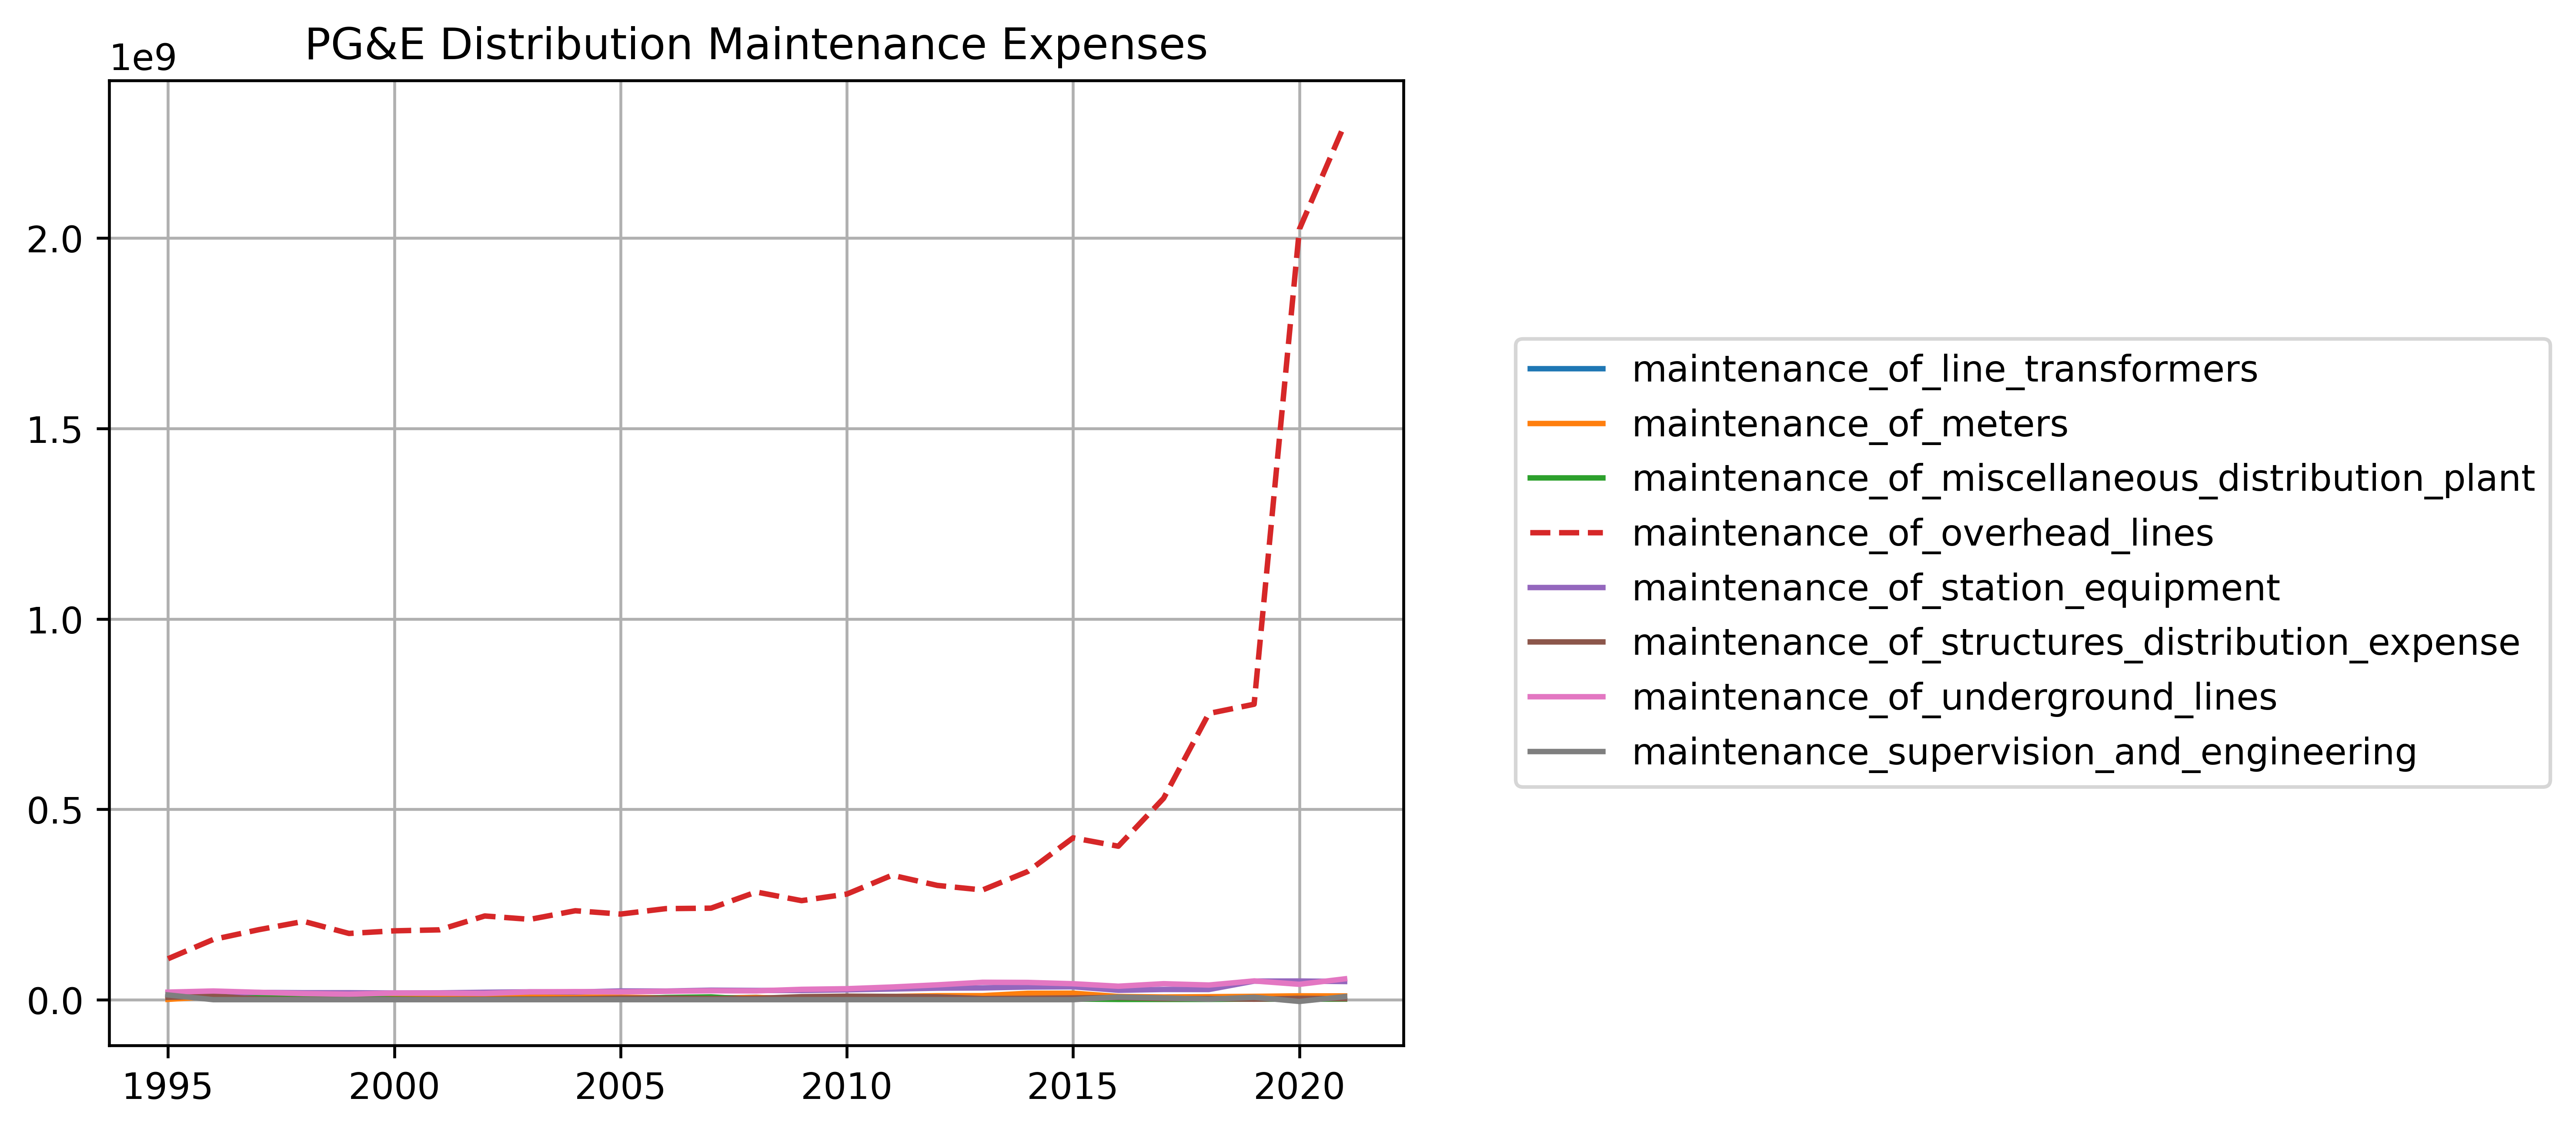 PG&E Distribution Maintenance Expenses
1e9
2.0
1.5
1.0
0.5
0.0
1995 2000 2005 2010 2015 2020
maintenance_of_line_transformers
maintenance_of_meters
maintenance_of_miscellaneous_distribution_plant
maintenance_of_overhead_lines
maintenance_of_station_equipment
maintenance_of_structures_distribution_expense
maintenance_of_underground_lines
maintenance_supervision_and_engineering